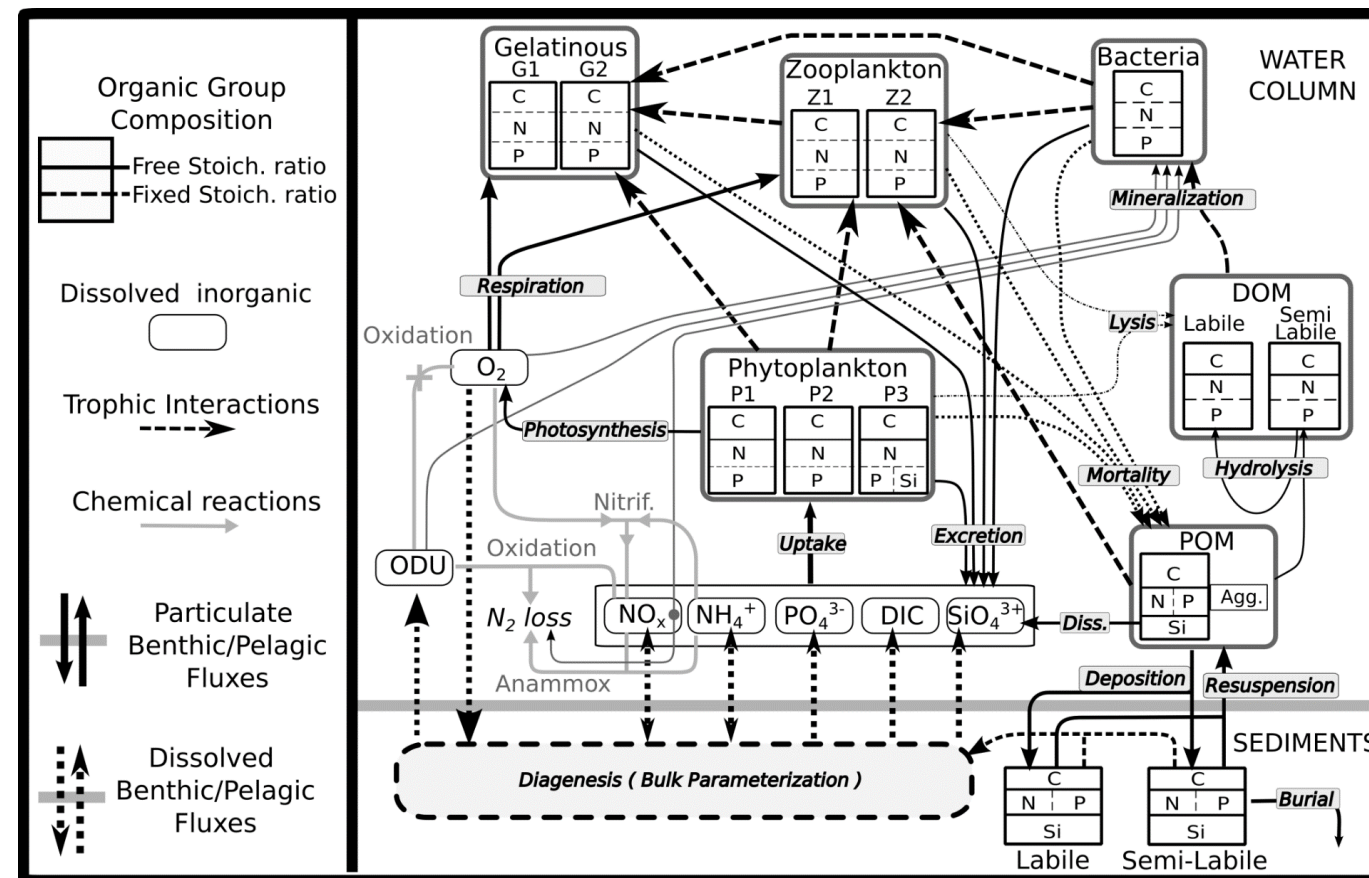 Organic Group
Composition
Free Stoich. ratio
Fixed Stoich. ratio
Dissolved inorganic
Trophic Interactions
Chemical reactions
Particulate
Benthic/Pelagic
Fluxes
Dissolved
Benthic/Pelagic
Fluxes
Gelatinous
G1 G2
C C
N N
P P
Zooplankton
Z1 Z2
C C
N N
P P
Bacteria
C
N
P
WATER
COLUMN
Mineralization
Respiration
Oxidation
O₂
DOM
Labile
Semi
Labile
C C
N N
P P
Lysis
Phytoplankton
P1 P2 P3
C C C
N N N
P P P Si
Photosynthesis
Mortality
Hydrolysis
Nitrif.
Uptake
Excretion
POM
C
N P
Si
Agg.
Oxidation
ODU
N₂ loss
NOₓ
NH₄⁺
PO₄³⁻
DIC
SiO₄³⁺
Diss.
Anammox
Deposition
Resuspension
SEDIMENTS
Diagenesis ( Bulk Parameterization )
C C
N P N P
Si Si
Burial
Labile Semi-Labile